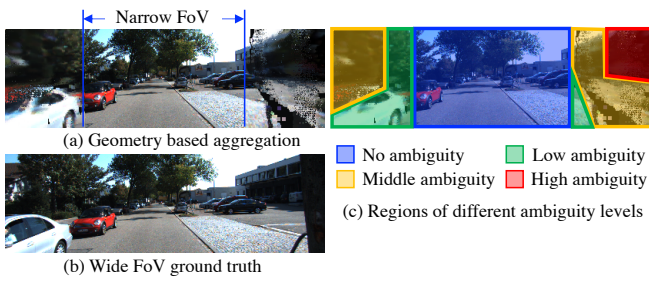 Narrow FoV
(a) Geometry based aggregation
(b) Wide FoV ground truth
No ambiguity
Low ambiguity
Middle ambiguity
High ambiguity
(c) Regions of different ambiguity levels